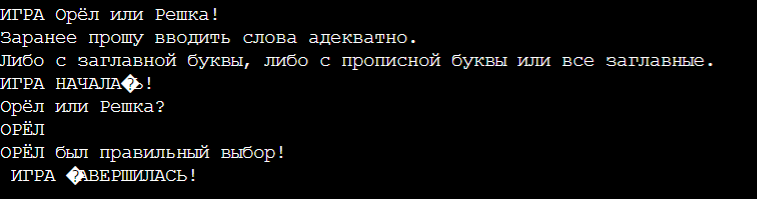 ИГРА Орёл или Решка!
Заранее прошу вводить слова адекватно.
Либо с заглавной буквы, либо с прописной буквы или все заглавные.
ИГРА НАЧАЛА�Ь!
Орёл или Решка?
ОРЁЛ
ОРЁЛ был правильный выбор!
ИГРА �АВЕРШИЛАСЬ!